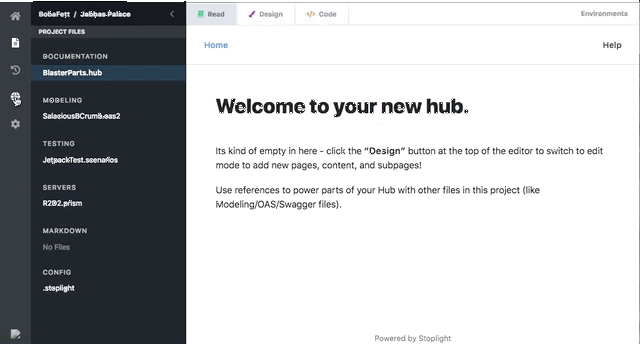 BobaFett / Jabbas-Palace
Read
Design
Code
Environments
PROJECT FILES
DOCUMENTATION
BlasterParts.hub
MODELING
SalaciousBCrumb.oas2
TESTING
JetpackTest.scenarios
SERVERS
R2D2.prism
MARKDOWN
No Files
CONFIG
.stoplight
Home
Help
Welcome to your new hub.
Its kind of empty in here - click the "Design" button at the top of the editor to switch to edit
mode to add new pages, content, and subpages!
Use references to power parts of your Hub with other files in this project (like
Modeling/OAS/Swagger files).
Powered by Stoplight